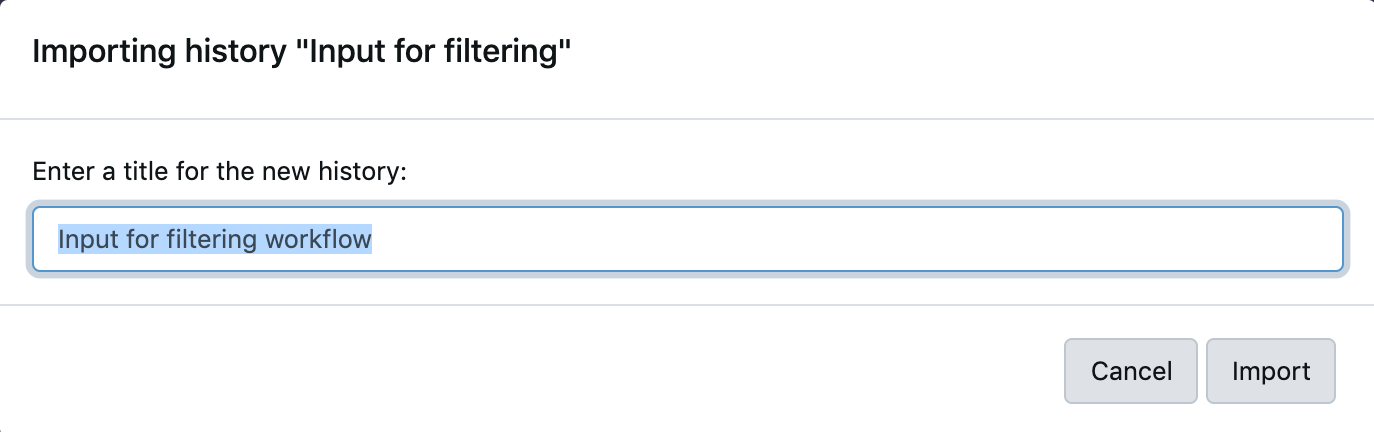 Importing history "Input for filtering"
Enter a title for the new history:
Input for filtering workflow
Cancel Import